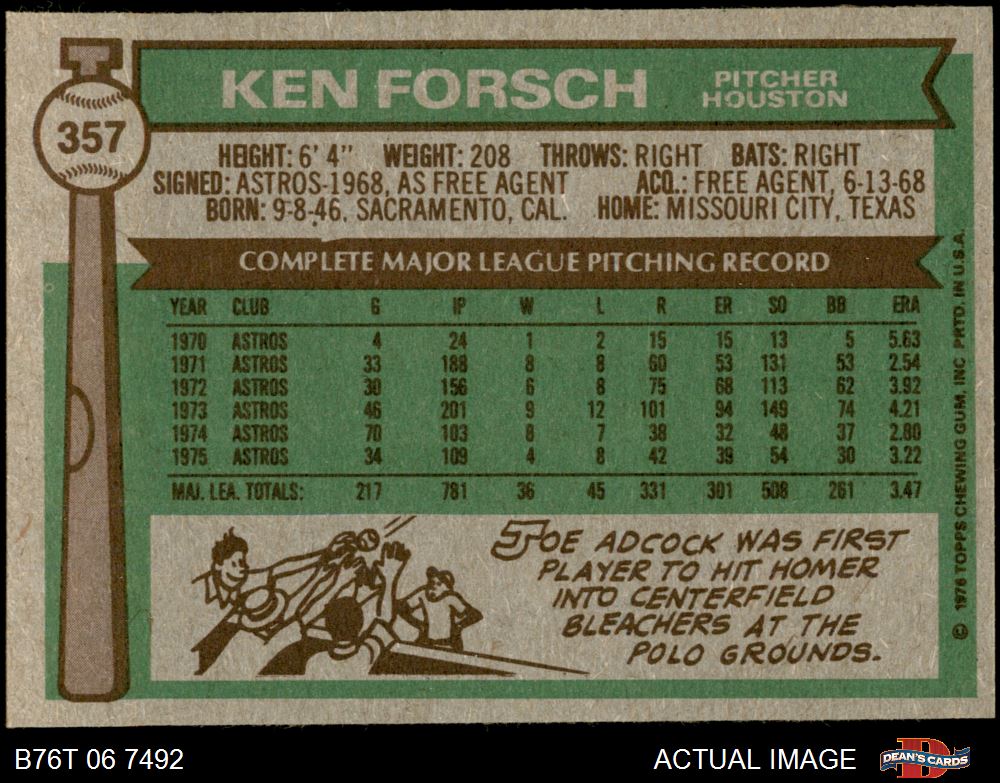 357
KEN FORSCH
PITCHER
HOUSTON
HEIGHT: 6' 4" WEIGHT: 208 THROWS: RIGHT BATS: RIGHT
SIGNED: ASTROS-1968, AS FREE AGENT ACQ.: FREE AGENT, 6-13-68
BORN: 9-8-46, SACRAMENTO, CAL. HOME: MISSOURI CITY, TEXAS
COMPLETE MAJOR LEAGUE PITCHING RECORD
YEAR CLUB G IP W L R ER SO BB ERA
1970 ASTROS 4 24 1 2 15 15 13 5 5.63
1971 ASTROS 33 188 8 8 60 53 131 53 2.54
1972 ASTROS 30 156 6 8 75 68 113 62 3.92
1973 ASTROS 46 201 9 12 101 94 149 74 4.21
1974 ASTROS 70 103 8 7 38 32 48 37 2.80
1975 ASTROS 34 109 4 8 42 39 54 30 3.22
MAJ. LEA. TOTALS: 217 781 36 45 331 301 508 261 3.47
JOE ADCOCK WAS FIRST
PLAYER TO HIT HOMER
INTO CENTERFIELD
BLEACHERS AT THE
POLO GROUNDS.
© 1976 TOPPS CHEWING GUM, INC PRTD. IN U.S.A.
B76T 06 7492
ACTUAL IMAGE
DEAN'S CARDS